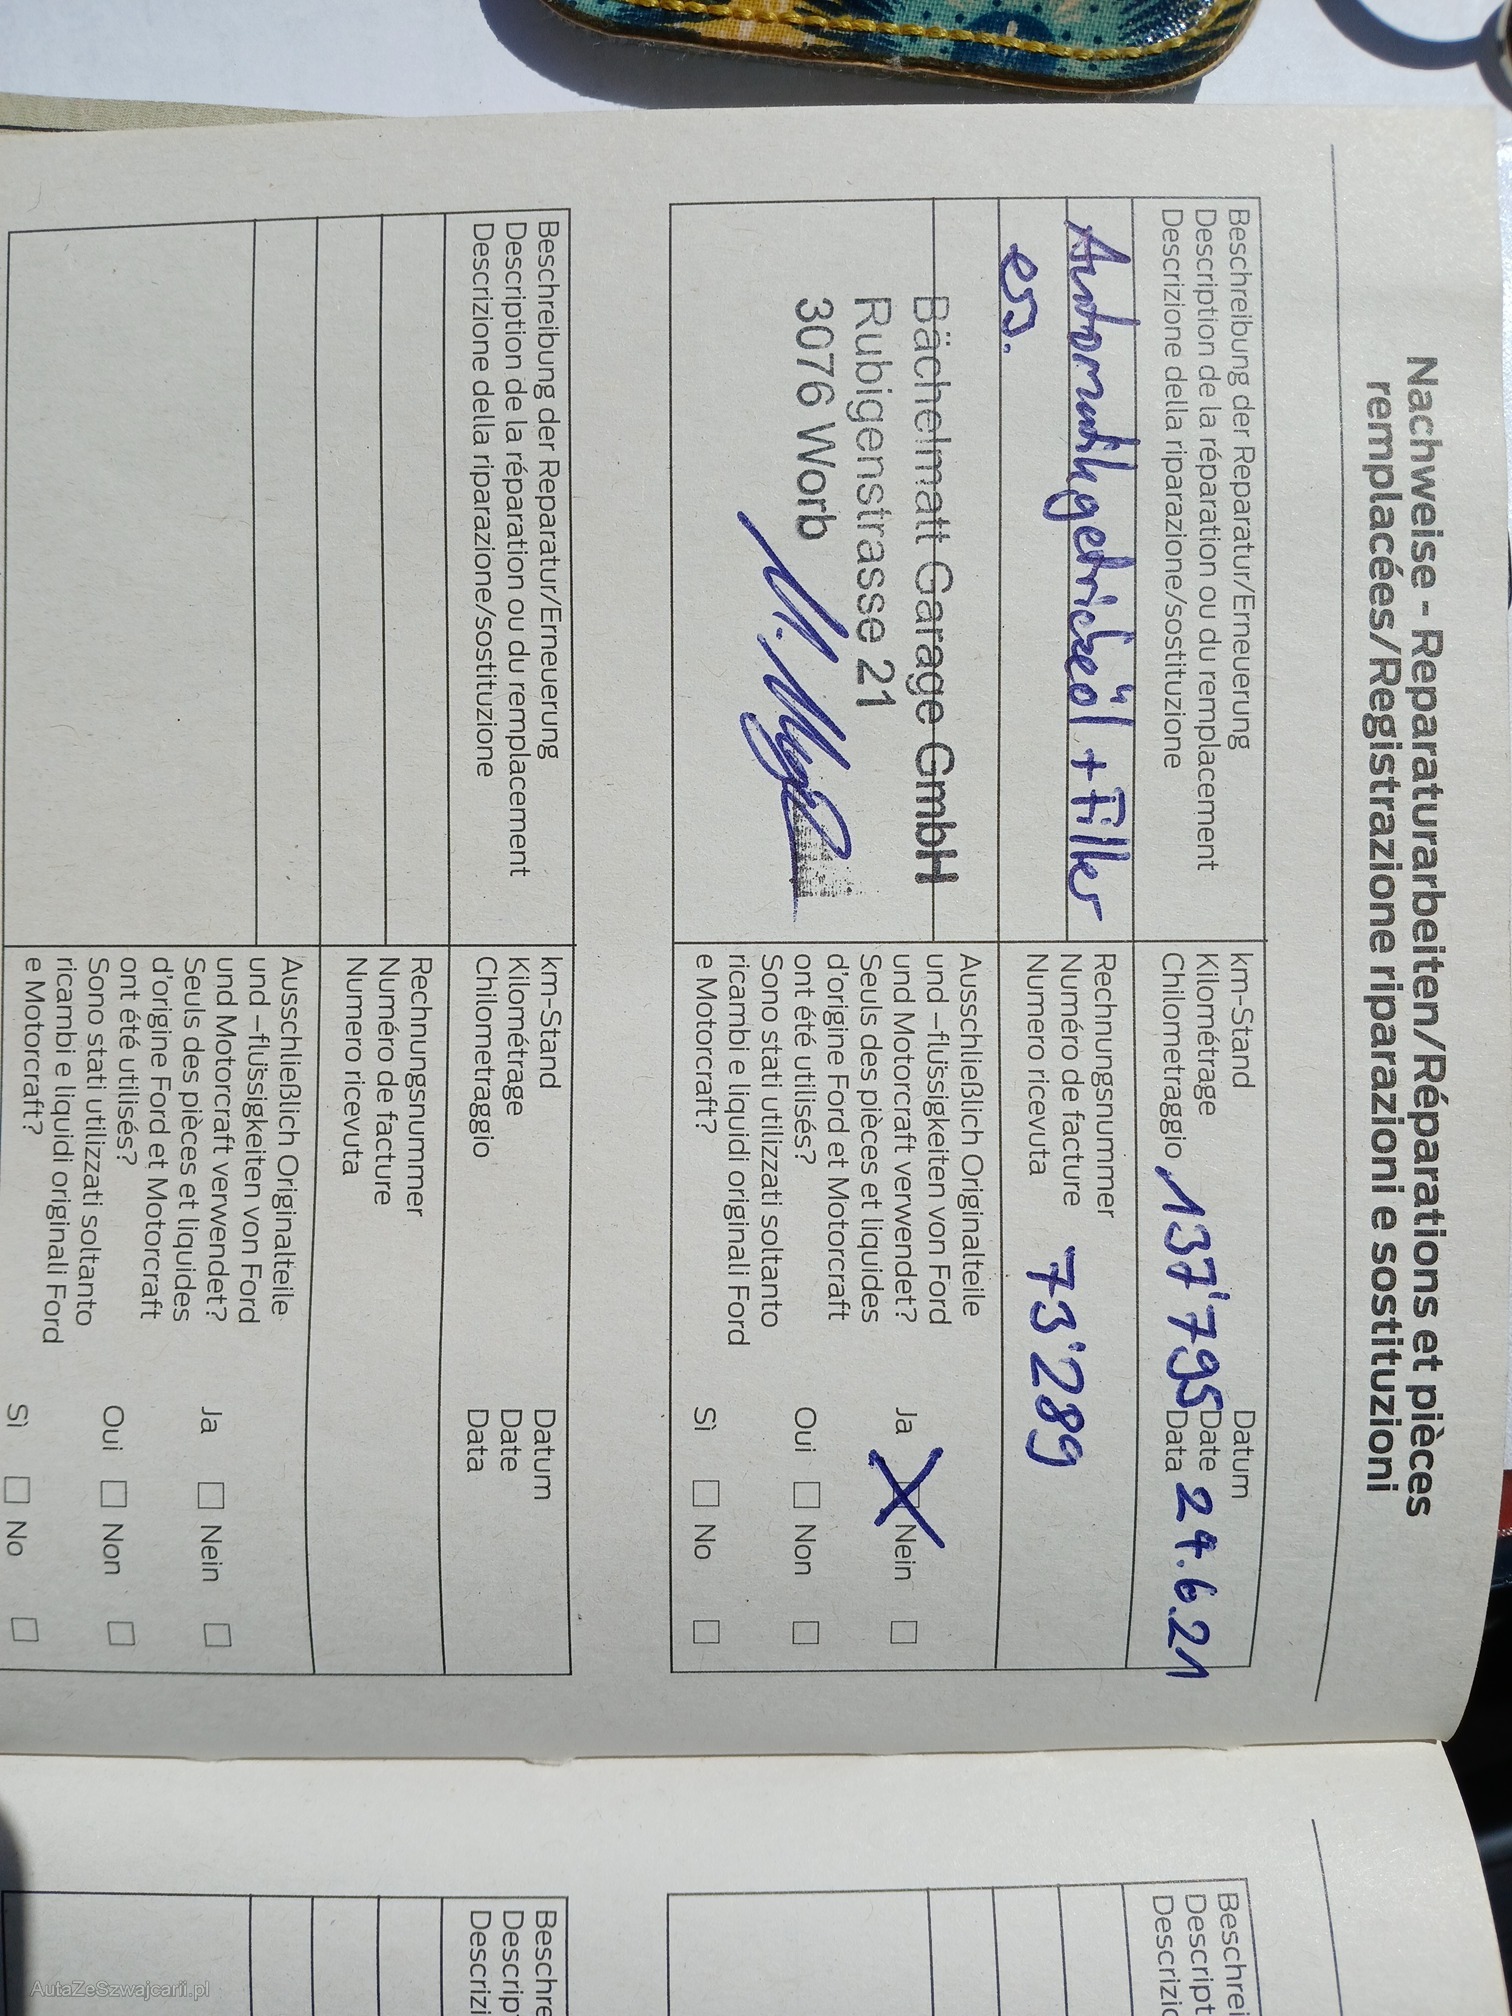 Nachweise - Reparaturarbeiten/Réparations et pièces
remplacées/Registrazione riparazioni e sostituzioni
Beschreibung der Reparatur/Erneuerung
Description de la réparation ou du remplacement
Descrizione della riparazione/sostituzione
Automatikgetriebeöl + Filter
ers.
Bächelmatt Garage GmbH
Rubigenstrasse 21
3076 Worb
km-Stand
Kilométrage
Chilometraggio 137'795
Datum
Date
Data 24.6.21
Rechnungsnummer
Numéro de facture 73'289
Numero ricevuta
Ausschließlich Originalteile
und –flüssigkeiten von Ford
und Motorcraft verwendet? Ja Nein
Seuls des pièces et liquides
d'origine Ford et Motorcraft
ont été utilisés? Oui Non
Sono stati utilizzati soltanto
ricambi e liquidi originali Ford
e Motorcraft? Sì No
Beschreibung der Reparatur/Erneuerung
Description de la réparation ou du remplacement
Descrizione della riparazione/sostituzione
km-Stand
Kilométrage
Chilometraggio
Datum
Date
Data
Rechnungsnummer
Numéro de facture
Numero ricevuta
Ausschließlich Originalteile
und –flüssigkeiten von Ford
und Motorcraft verwendet? Ja Nein
Seuls des pièces et liquides
d'origine Ford et Motorcraft
ont été utilisés? Oui Non
Sono stati utilizzati soltanto
ricambi e liquidi originali Ford
e Motorcraft? Sì No
Beschrei
Descript
Descrizio
Beschre
Descrip
Descrizi
AutaZeSzwajcarii.pl